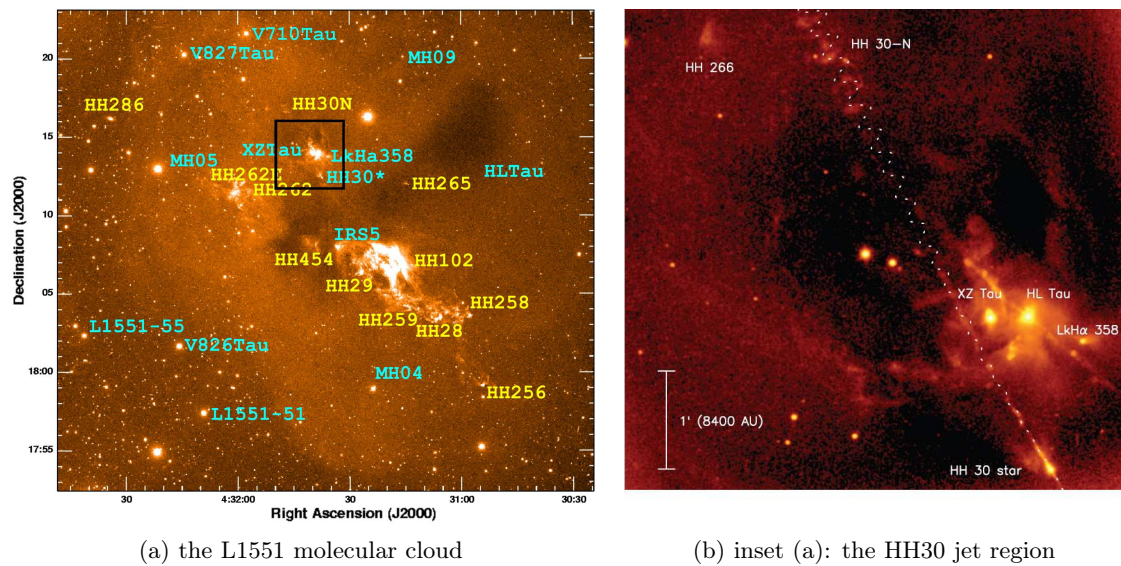 V710Tau
V827Tau
MH09
HH286
HH30N
XZTau
LkHa358
MH05
HH30*
HLTau
HH262E
HH262
HH265
IRS5
HH454
HH102
HH29
HH258
HH259
HH28
L1551-55
V826Tau
MH04
HH256
L1551-51
20
15
10
05
18:00
17:55
Declination (J2000)
30
4:32:00
30
31:00
30:30
Right Ascension (J2000)
HH 30-N
HH 266
XZ Tau
HL Tau
LkHα 358
1' (8400 AU)
HH 30 star
(a) the L1551 molecular cloud
(b) inset (a): the HH30 jet region